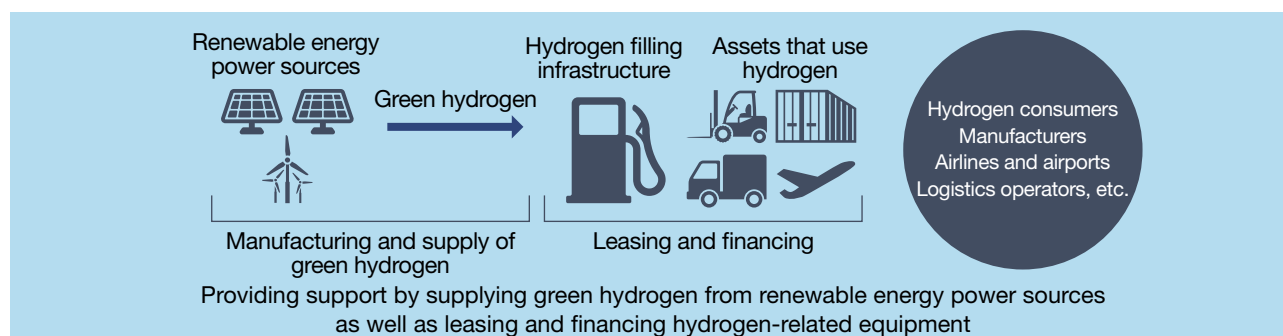 Renewable energy
power sources
Green hydrogen
Hydrogen filling
infrastructure
Assets that use
hydrogen
Hydrogen consumers
Manufacturers
Airlines and airports
Logistics operators, etc.
Manufacturing and supply of
green hydrogen
Leasing and financing
Providing support by supplying green hydrogen from renewable energy power sources
as well as leasing and financing hydrogen-related equipment